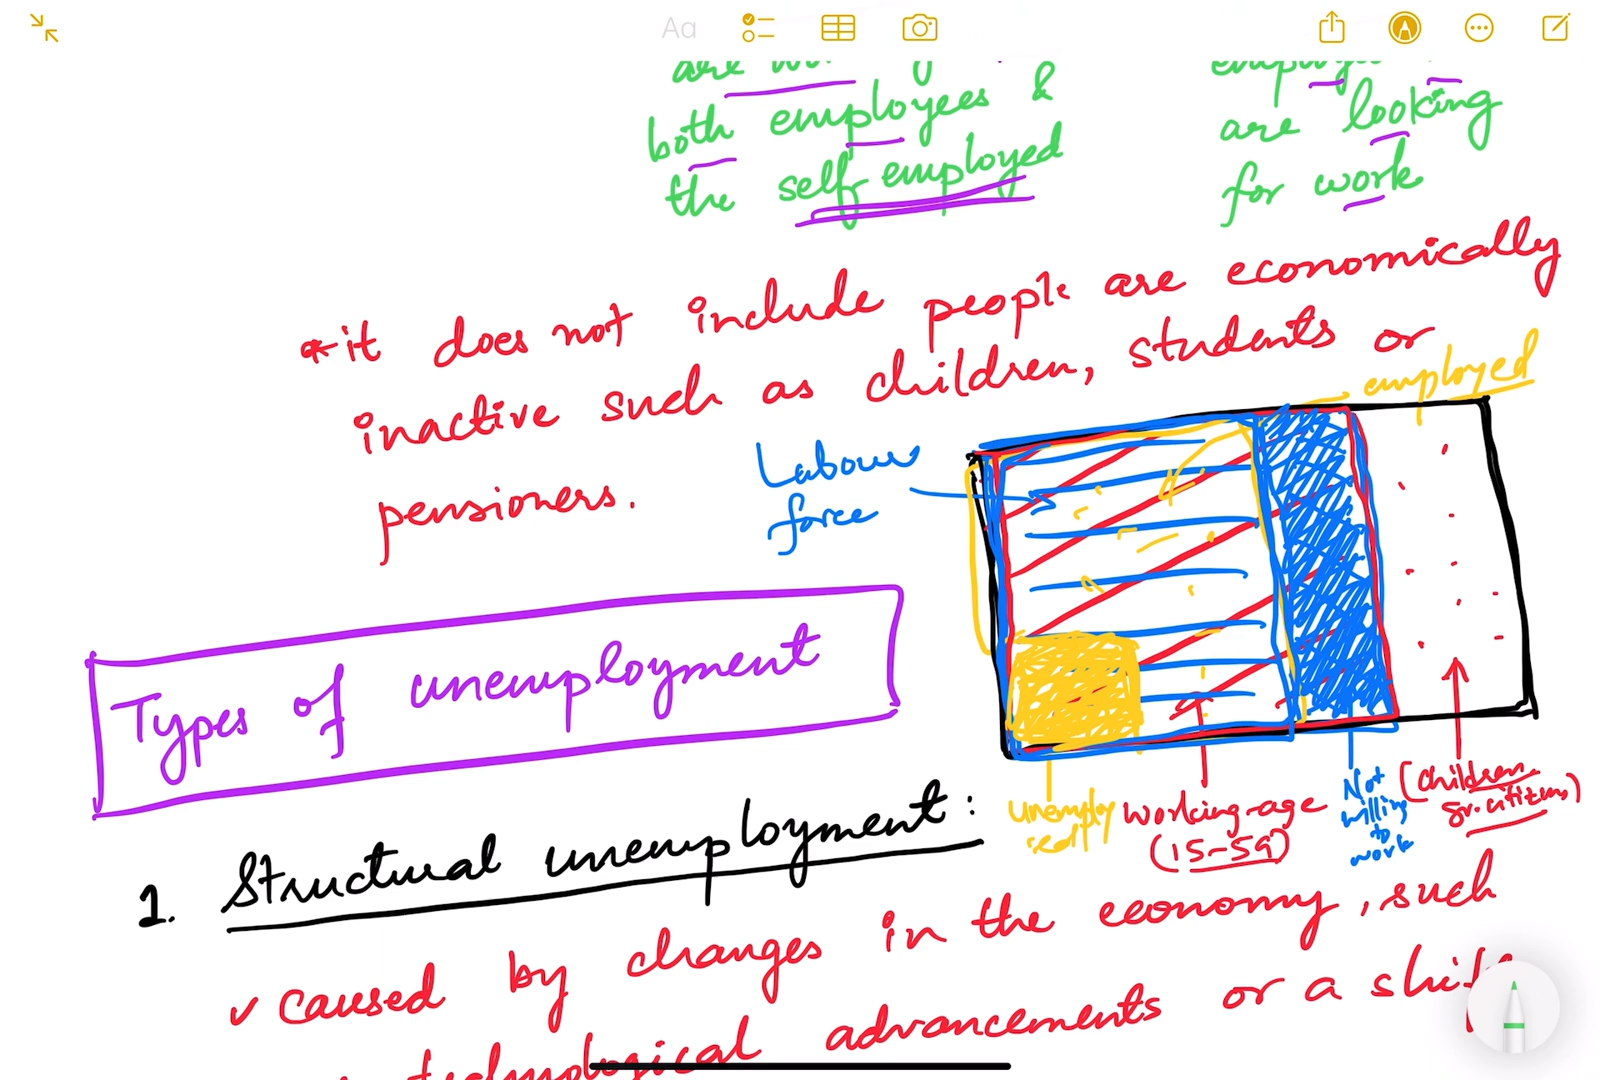 Aa
both employees &
the self employed
are looking
for work
*it does not include people are economically
inactive such as children, students or
pensioners.
employed
Labour
force
Types of unemployment
unemploy
Working-age
(15-59)
Not
willing
to
work
(children
sr. citizens)
1. Structural unemployment:
✓ caused by changes in the economy, such
technological advancements or a shift